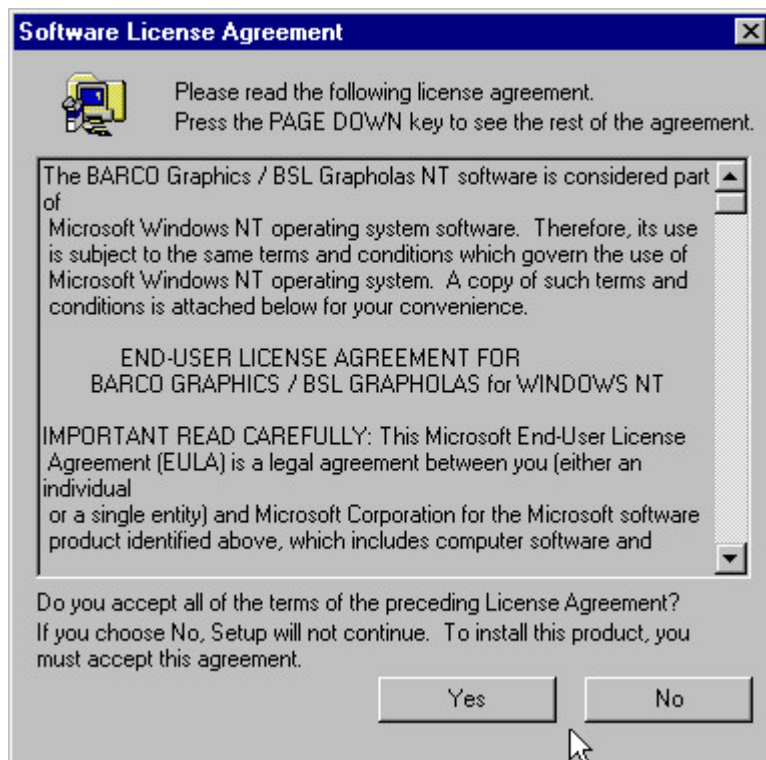 Software License Agreement
Please read the following license agreement.
Press the PAGE DOWN key to see the rest of the agreement.
The BARCO Graphics / BSL Grapholas NT software is considered part
of
Microsoft Windows NT operating system software.  Therefore, its use
is subject to the same terms and conditions which govern the use of
Microsoft Windows NT operating system.  A copy of such terms and
conditions is attached below for your convenience.
END-USER LICENSE AGREEMENT FOR
BARCO GRAPHICS / BSL GRAPHOLAS for WINDOWS NT
IMPORTANT READ CAREFULLY: This Microsoft End-User License
Agreement (EULA) is a legal agreement between you (either an
individual
or a single entity) and Microsoft Corporation for the Microsoft software
product identified above, which includes computer software and
Do you accept all of the terms of the preceding License Agreement?
If you choose No, Setup will not continue.  To install this product, you
must accept this agreement.
Yes
No